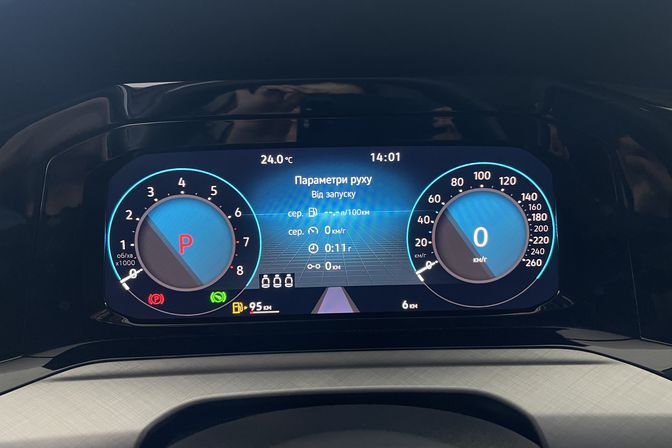 24.0 °C
14:01
Параметри руху
Від запуску
сер. --,-- л/100км
сер. 0 км/г
0:11 г
0 км
0
1
2
3
4
5
6
7
8
об/хв
x1000
P
(P)
95 км
6 км
0
20
40
60
80
100
120
140
160
180
200
220
240
260
0
км/г